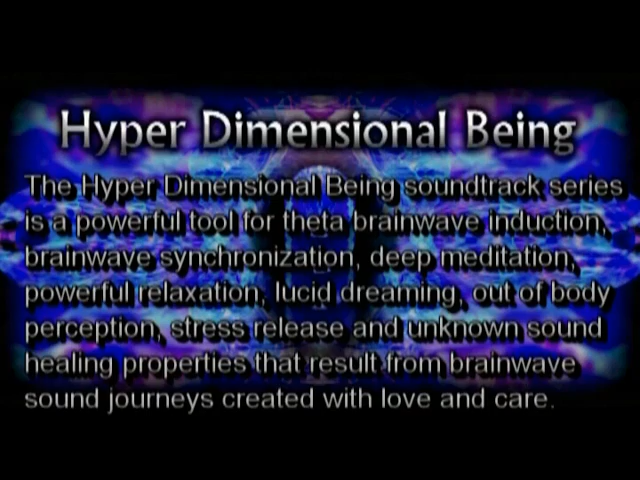 Hyper Dimensional Being
The Hyper Dimensional Being soundtrack series
is a powerful tool for theta brainwave induction,
brainwave synchronization, deep meditation,
powerful relaxation, lucid dreaming, out of body
perception, stress release and unknown sound
healing properties that result from brainwave
sound journeys created with love and care.